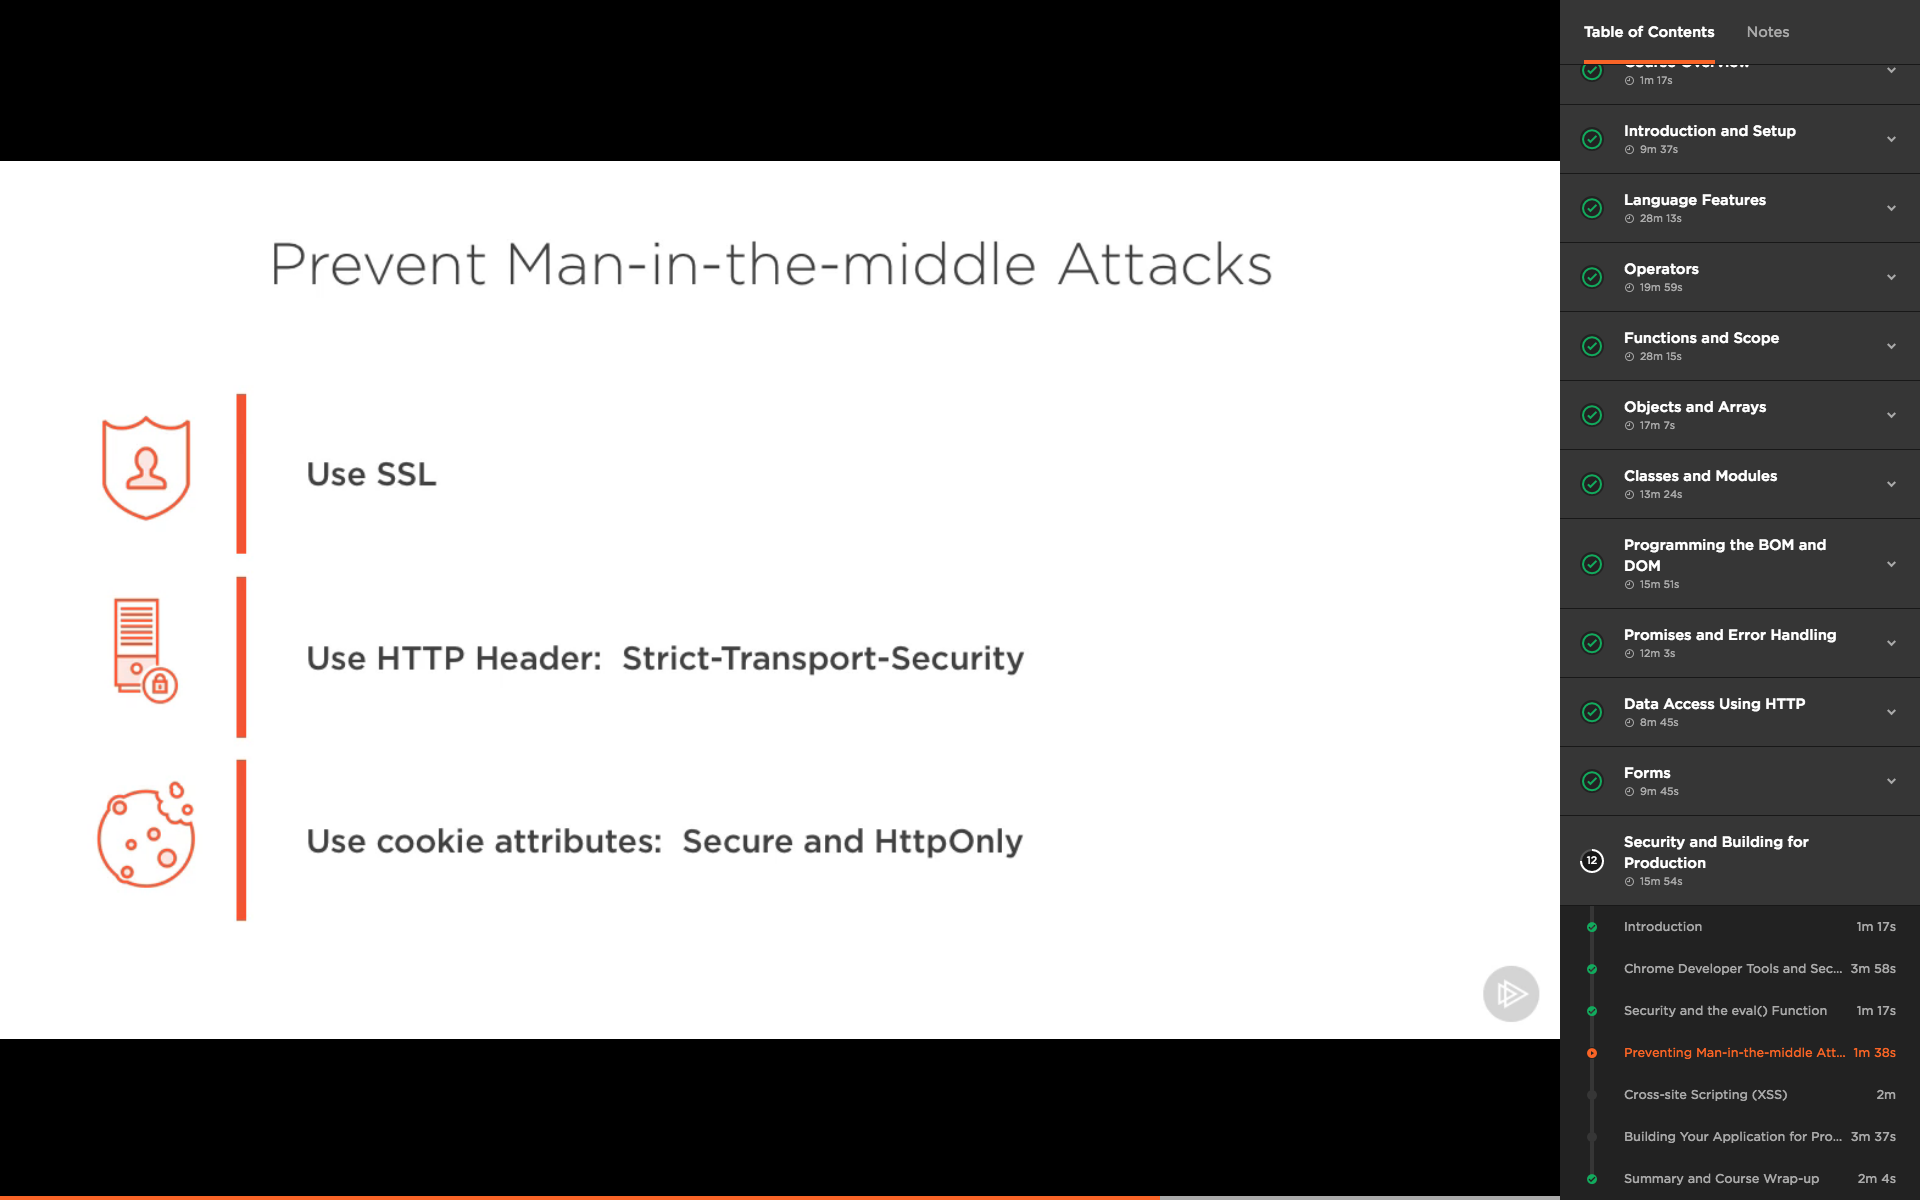 Prevent Man-in-the-middle Attacks
Use SSL
Use HTTP Header: Strict-Transport-Security
Use cookie attributes: Secure and HttpOnly
Table of Contents
Notes
Course Overview
1m 17s
Introduction and Setup
9m 37s
Language Features
28m 13s
Operators
19m 59s
Functions and Scope
28m 15s
Objects and Arrays
17m 7s
Classes and Modules
13m 24s
Programming the BOM and
DOM
15m 51s
Promises and Error Handling
12m 3s
Data Access Using HTTP
8m 45s
Forms
9m 45s
12
Security and Building for
Production
15m 54s
Introduction 1m 17s
Chrome Developer Tools and Sec... 3m 58s
Security and the eval() Function 1m 17s
Preventing Man-in-the-middle Att... 1m 38s
Cross-site Scripting (XSS) 2m
Building Your Application for Pro... 3m 37s
Summary and Course Wrap-up 2m 4s